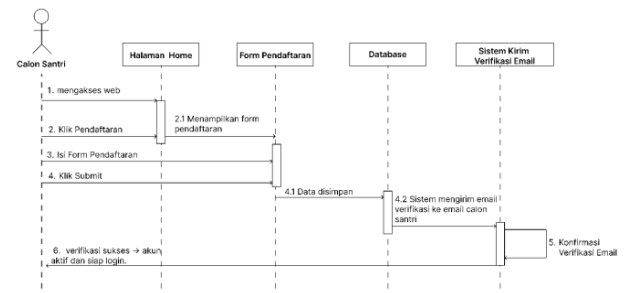 Calon Santri
Halaman Home
Form Pendaftaran
Database
Sistem Kirim
Verifikasi Email
1. mengakses web
2.1 Menampilkan form
pendaftaran
2. Klik Pendaftaran
3. Isi Form Pendaftaran
4. Klik Submit
4.1 Data disimpan
4.2 Sistem mengirim email
verifikasi ke email calon
santri
5. Konfirmasi
Verifikasi Email
6. verifikasi sukses → akun
aktif dan siap login.